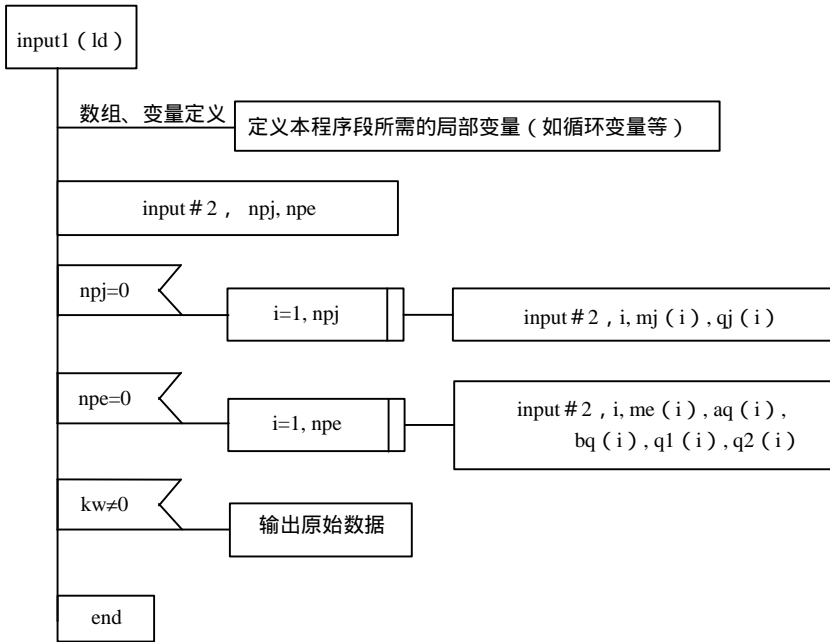 input1（ld）
数组、变量定义
定义本程序段所需的局部变量（如循环变量等）
input＃2， npj, npe
npj=0
i=1, npj
input＃2，i, mj（i）, qj（i）
npe=0
i=1, npe
input＃2，i, me（i）, aq（i），
bq（i）, q1（i）, q2（i）
kw≠0
输出原始数据
end